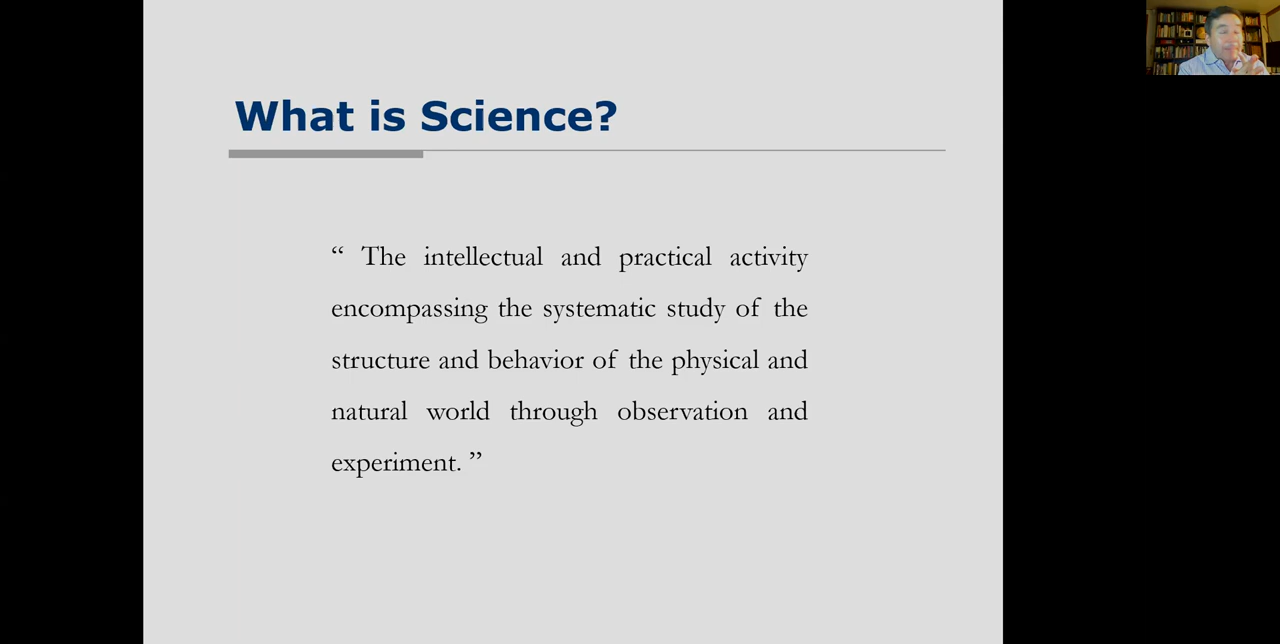 What is Science?
“ The intellectual and practical activity
encompassing the systematic study of the
structure and behavior of the physical and
natural world through observation and
experiment. ”